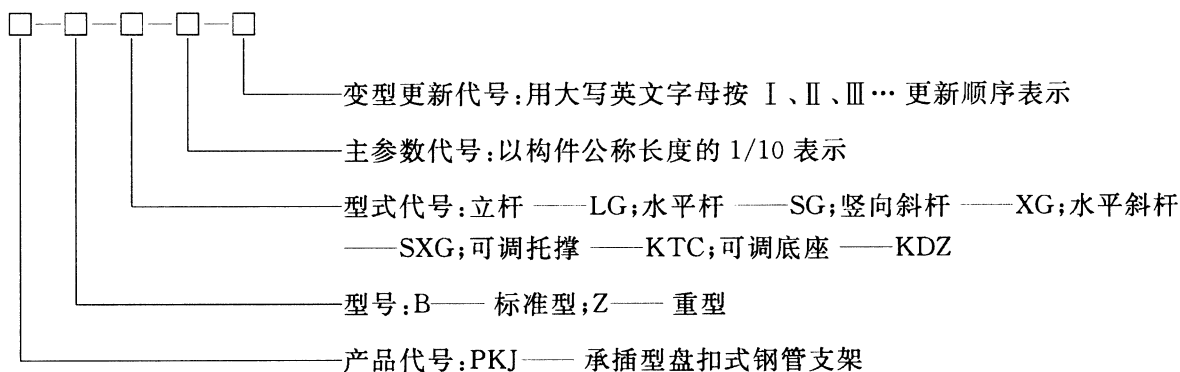 □—□—□—□—□
变型更新代号:用大写英文字母按 Ⅰ、Ⅱ、Ⅲ… 更新顺序表示
主参数代号:以构件公称长度的 1/10 表示
型式代号:立杆 ——LG;水平杆 ——SG;竖向斜杆 ——XG;水平斜杆
——SXG;可调托撑 ——KTC;可调底座 ——KDZ
型号:B—— 标准型;Z—— 重型
产品代号:PKJ—— 承插型盘扣式钢管支架